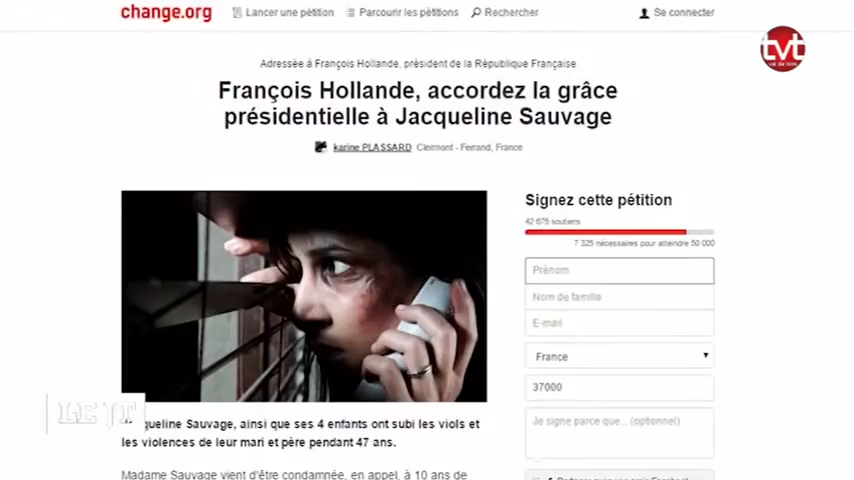 change.org
Lancer une pétition
Parcourir les pétitions
Rechercher
Se connecter
tvt
val de loire
Adressée à François Hollande, président de la République Française
François Hollande, accordez la grâce
présidentielle à Jacqueline Sauvage
karine PLASSARD Clermont - Ferrand, France
Signez cette pétition
42 675 soutiens
7 325 nécessaires pour atteindre 50 000
Prénom
Nom de famille
E-mail
France
37000
Je signe parce que... (optionnel)
LE JT
queline Sauvage, ainsi que ses 4 enfants ont subi les viols et
les violences de leur mari et père pendant 47 ans.
Madame Sauvage vient d'être condamnée, en appel, à 10 ans de